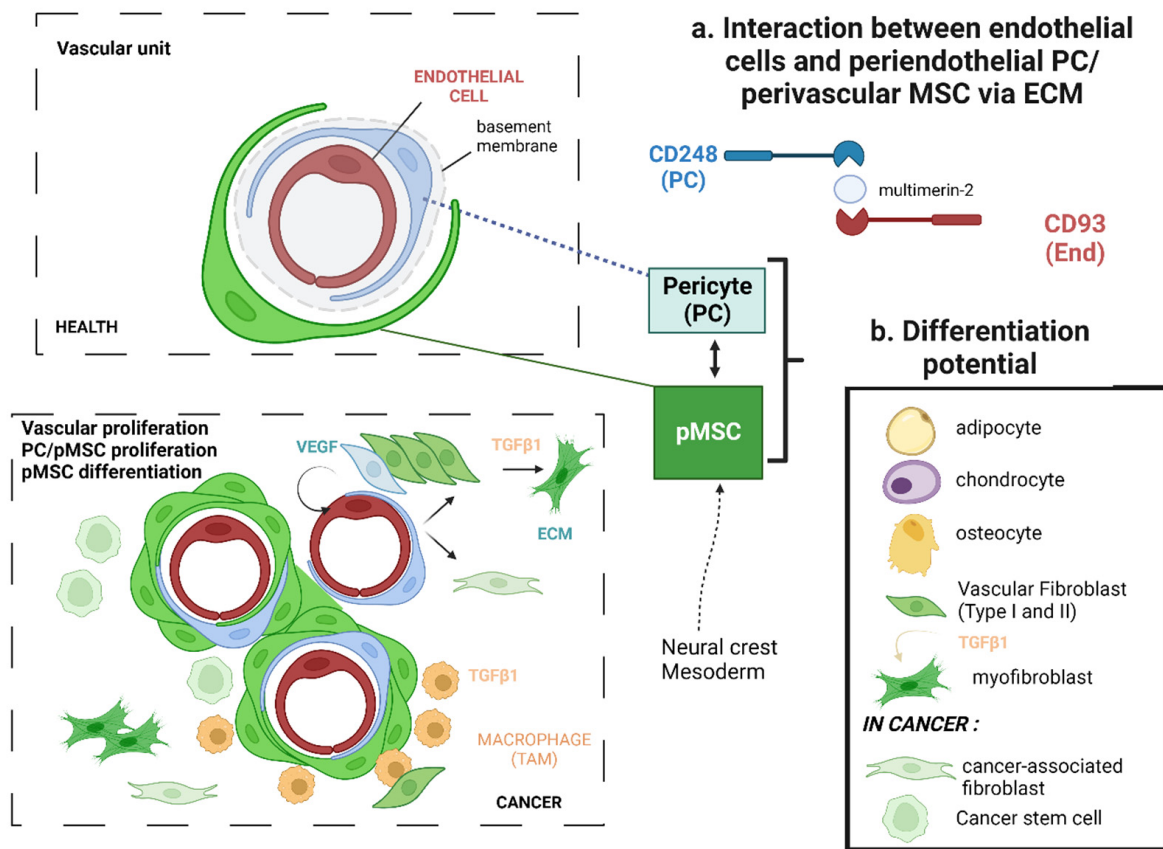 Vascular unit
ENDOTHELIAL
CELL
basement
membrane
HEALTH
a. Interaction between endothelial
cells and periendothelial PC/
perivascular MSC via ECM
CD248
(PC)
multimerin-2
CD93
(End)
Pericyte
(PC)
pMSC
Neural crest
Mesoderm
Vascular proliferation
PC/pMSC proliferation
pMSC differentiation
VEGF
TGFβ1
ECM
TGFβ1
MACROPHAGE
(TAM)
CANCER
b. Differentiation
potential
adipocyte
chondrocyte
osteocyte
Vascular Fibroblast
(Type I and II)
TGFβ1
myofibroblast
IN CANCER :
cancer-associated
fibroblast
Cancer stem cell